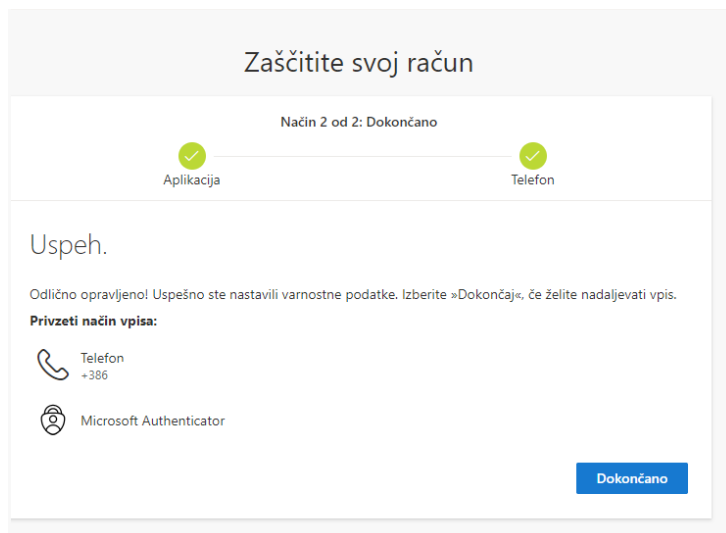 Zaščitite svoj račun
Način 2 od 2: Dokončano
Aplikacija
Telefon
Uspeh.
Odlično opravljeno! Uspešno ste nastavili varnostne podatke. Izberite »Dokončaj«, če želite nadaljevati vpis.
Privzeti način vpisa:
Telefon
+386
Microsoft Authenticator
Dokončano